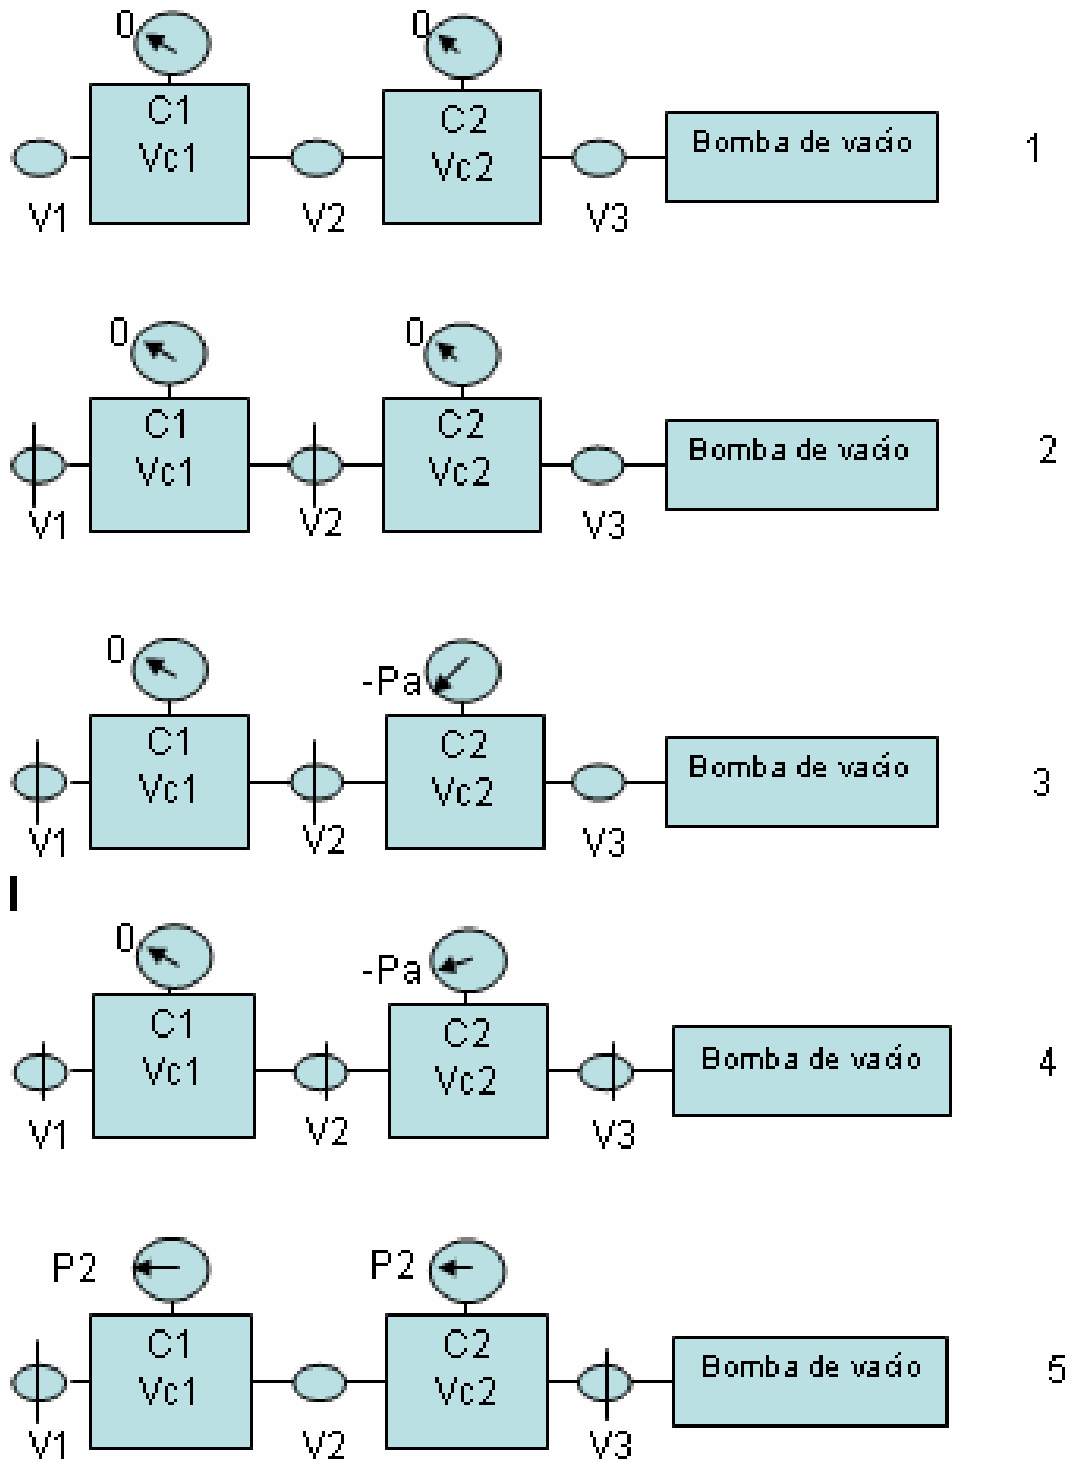 0 0
C1 C2
Vc1 Vc2 Bomba de vacío 1
V1 V2 V3
0 0
C1 C2
Vc1 Vc2 Bomba de vacío 2
V1 V2 V3
0 -Pa
C1 C2
Vc1 Vc2 Bomba de vacío 3
V1 V2 V3
0 -Pa
C1 C2
Vc1 Vc2 Bomba de vacío 4
V1 V2 V3
P2 P2
C1 C2
Vc1 Vc2 Bomba de vacío 5
V1 V2 V3